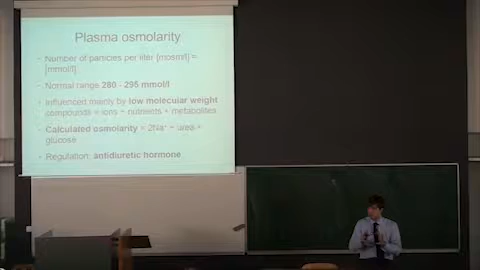 Plasma osmolarity
- Number of particles per liter [mosm/l] =
[mmol/l]
- Normal range 280 - 295 mmol/l
- Influenced mainly by low molecular weight
compounds = ions + nutrients + metabolites
- Calculated osmolarity = 2Na⁺ + urea +
glucose
- Regulation: antidiuretic hormone